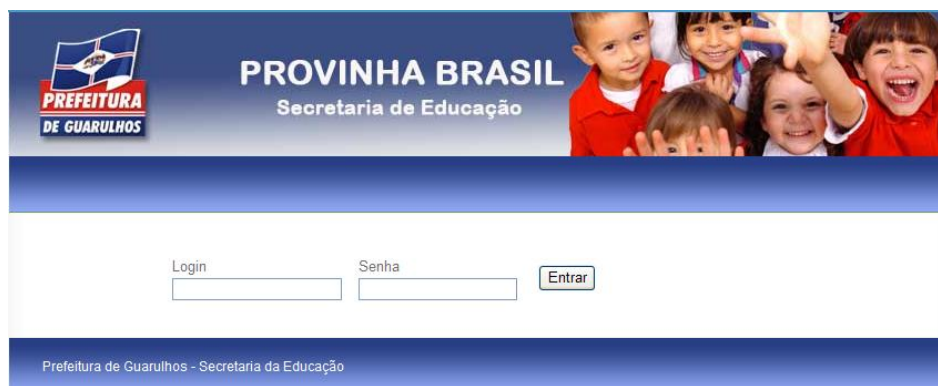 PREFEITURA
DE GUARULHOS
PROVINHA BRASIL
Secretaria de Educação
Login
Senha
Entrar
Prefeitura de Guarulhos - Secretaria da Educação